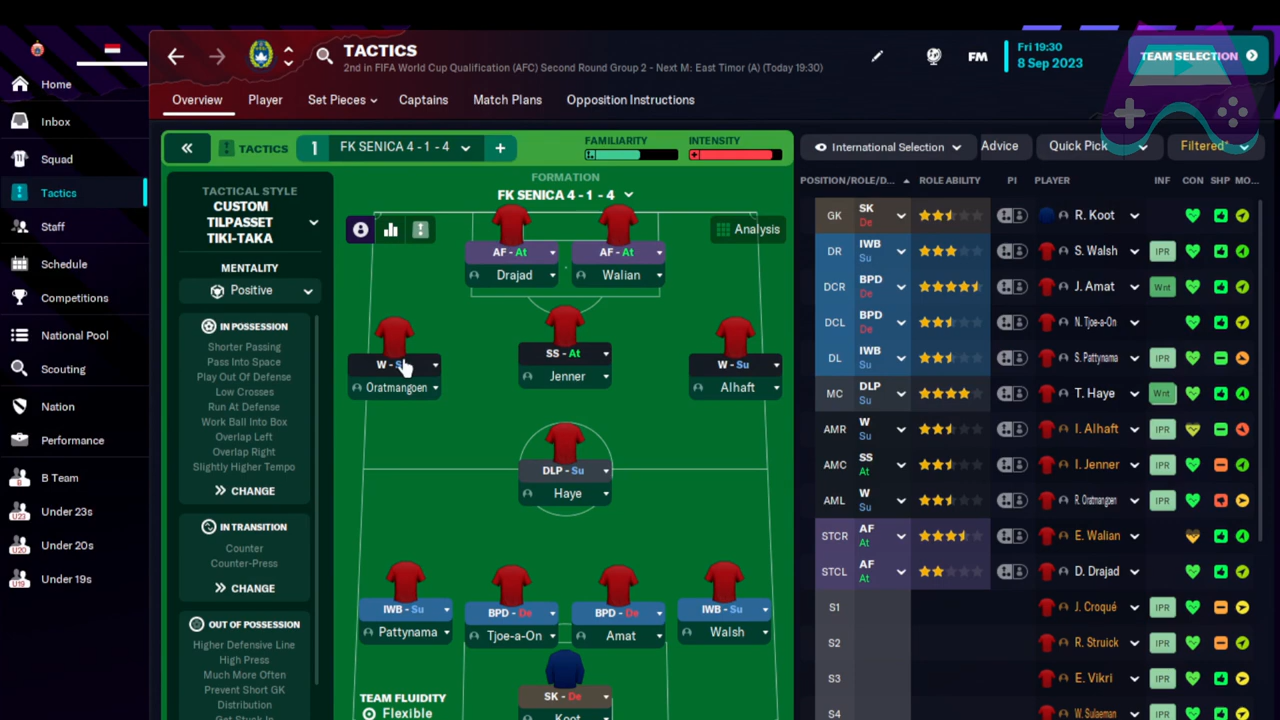 TACTICS
2nd in FIFA World Cup Qualification (AFC) Second Round Group 2 - Next M: East Timor (A) (Today 19:30)
FM
Fri 19:30
8 Sep 2023
TEAM SELECTION
Home
Inbox
Squad
Tactics
Staff
Schedule
Competitions
National Pool
Scouting
Nation
Performance
B
B Team
U23
Under 23s
U20
Under 20s
U19
Under 19s
Overview
Player
Set Pieces
Captains
Match Plans
Opposition Instructions
TACTICS
1
FK SENICA 4 - 1 - 4
FAMILIARITY
INTENSITY
TACTICAL STYLE
CUSTOM
TILPASSET
TIKI-TAKA
MENTALITY
Positive
IN POSSESSION
Shorter Passing
Pass Into Space
Play Out Of Defense
Low Crosses
Run At Defense
Work Ball Into Box
Overlap Left
Overlap Right
Slightly Higher Tempo
CHANGE
IN TRANSITION
Counter
Counter-Press
CHANGE
OUT OF POSSESSION
Higher Defensive Line
High Press
Much More Often
Prevent Short GK
Distribution
Get Stuck In
FORMATION
FK SENICA 4 - 1 - 4
Analysis
AF - At
Drajad
AF - At
Walian
W - Su
Oratmangoen
SS - At
Jenner
W - Su
Alhaft
DLP - Su
Haye
IWB - Su
Pattynama
BPD - De
Tjoe-a-On
BPD - De
Amat
IWB - Su
Walsh
SK - De
Koot
TEAM FLUIDITY
Flexible
International Selection
Advice
Quick Pick
Filtered*
POSITION/ROLE/D...
ROLE ABILITY
PI
PLAYER
INF
CON
SHP
MO...
GK SK De R. Koot
DR IWB Su S. Walsh IPR
DCR BPD De J. Amat Wnt
DCL BPD De N. Tjoe-A-On
DL IWB Su S. Pattynama IPR
MC DLP Su T. Haye Wnt
AMR W Su I. Alhaft IPR
AMC SS At I. Jenner IPR
AML W Su R. Oratmangoen IPR
STCR AF At E. Walian
STCL AF At D. Drajad
S1 J. Croqué IPR
S2 R. Struick IPR
S3 E. Vikri IPR
S4 W. Sulaeman IPR